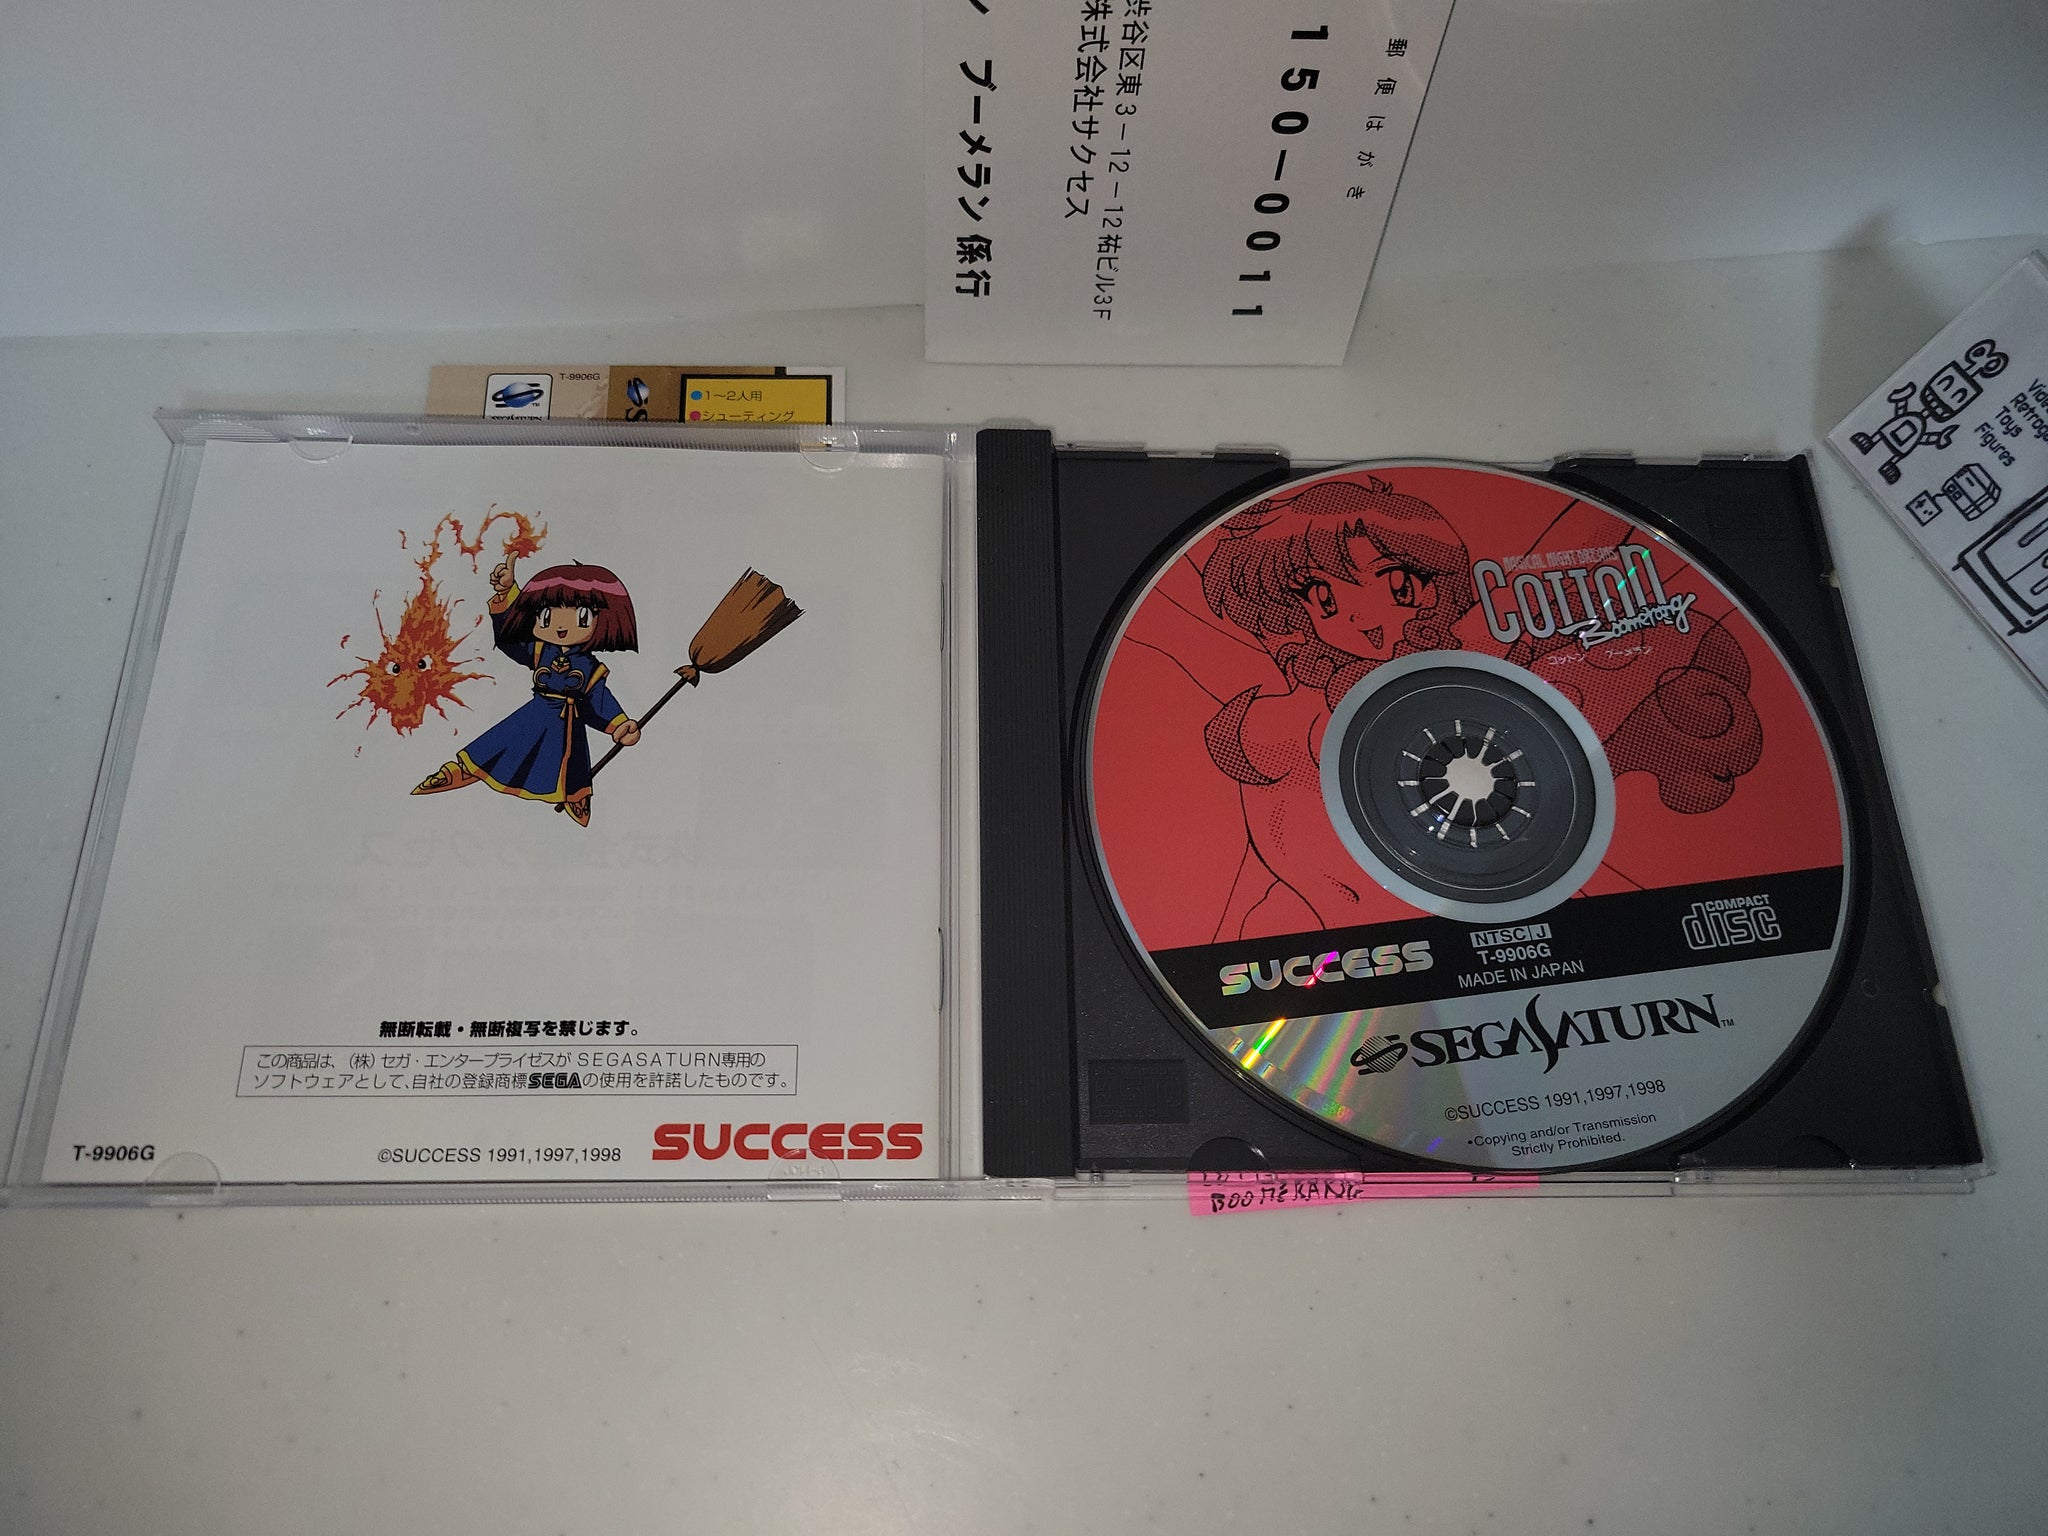 郵便はがき
150-0011
渋谷区東3-12-12祐ビル3F
株式会社サクセス
ン ブーメラン係行
T-9906G
1〜2人用
シューティング
Video
Retroga
Toys
Figures
無断転載・無断複写を禁じます。
この商品は、(株)セガ・エンタープライゼスが SEGASATURN専用の
ソフトウェアとして、自社の登録商標SEGAの使用を許諾したものです。
T-9906G
©SUCCESS 1991,1997,1998
SUCCESS
MAGICAL NIGHT DREAMS
COTTON
Boomerang
コットン ブーメラン
COMPACT
disc
SUCCESS
NTSC J
T-9906G
MADE IN JAPAN
SEGA SATURN™
©SUCCESS 1991,1997,1998
•Copying and/or Transmission
Strictly Prohibited.
BOOMERANG